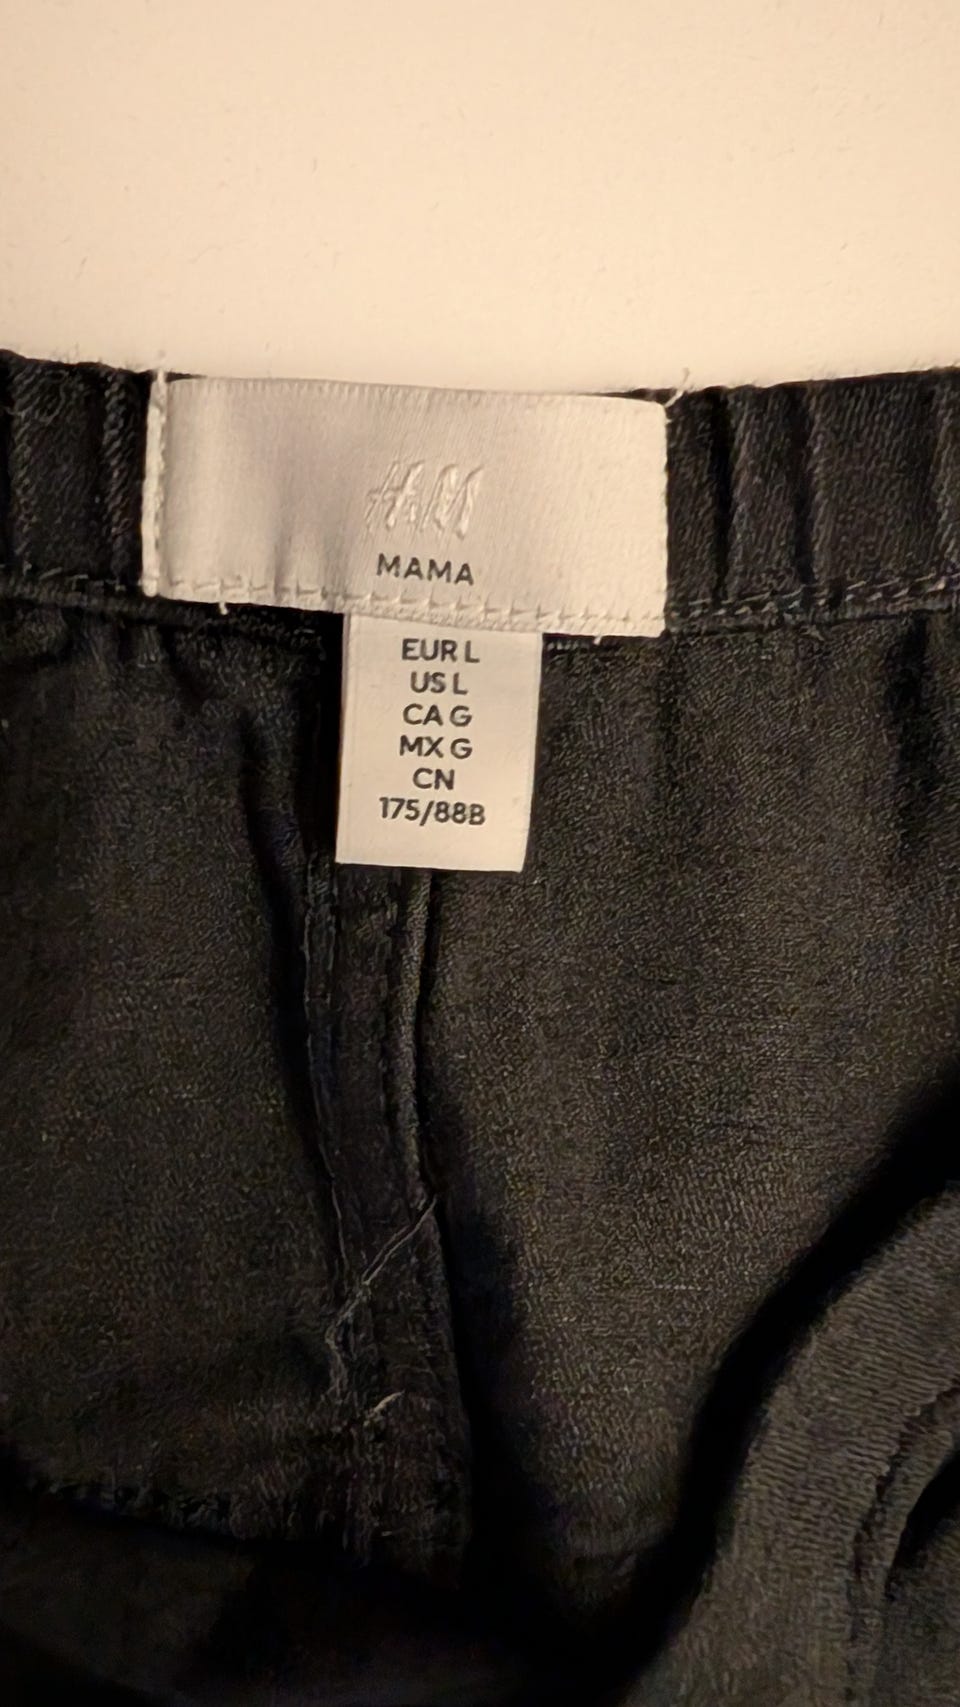 H&M
MAMA
EUR L
US L
CA G
MX G
CN
175/88B